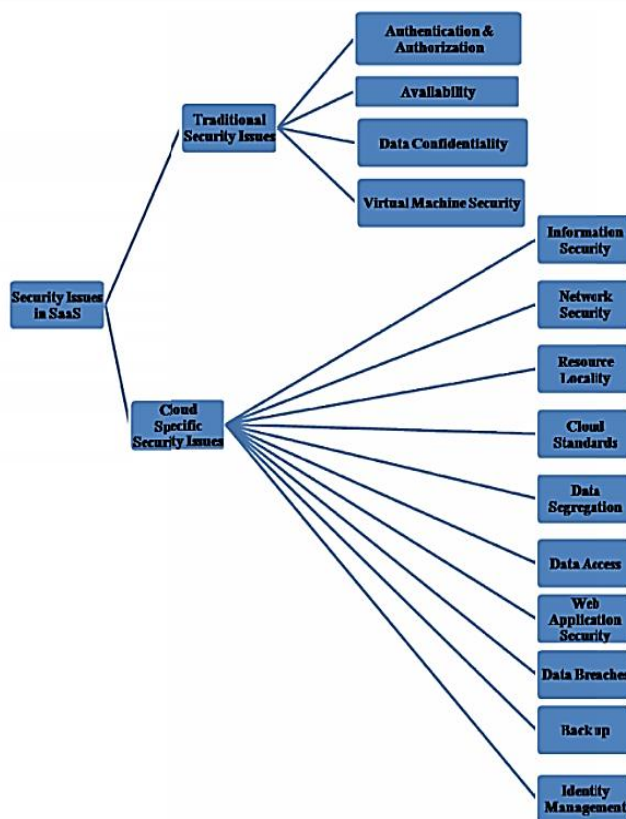 Authentication &
Authorization
Availability
Data Confidentiality
Virtual Machine Security
Traditional
Security Issues
Security Issues
in SaaS
Cloud
Specific
Security Issues
Information
Security
Network
Security
Resource
Locality
Cloud
Standards
Data
Segregation
Data Access
Web
Application
Security
Data Breaches
Backup
Identity
Management